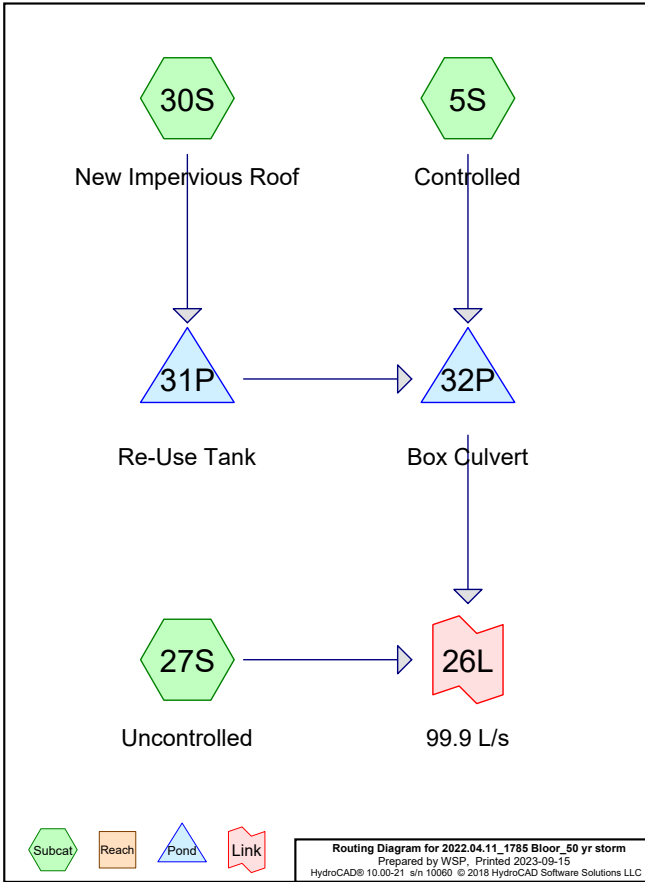 30S
5S
New Impervious Roof
Controlled
31P
32P
Re-Use Tank
Box Culvert
27S
26L
Uncontrolled
99.9 L/s
Subcat
Reach
Pond
Link
Routing Diagram for 2022.04.11_1785 Bloor_50 yr storm
Prepared by WSP, Printed 2023-09-15
HydroCAD® 10.00-21 s/n 10060 © 2018 HydroCAD Software Solutions LLC